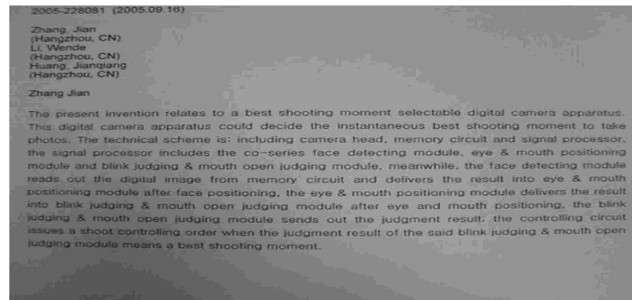 2005-228081 (2005.09.16)
Zhang, Jian
(Hangzhou, CN)
Li, Wende
(Hangzhou, CN)
Huang, Jianqiang
(Hangzhou, CN)
Zhang Jian
The present invention relates to a best shooting moment selectable digital camera apparatus.
This digital camera apparatus could decide the instantaneous best shooting moment to take
photos. The technical scheme is: including camera head, memory circuit and signal processor,
the signal processor includes the co-series face detecting module, eye & mouth positioning
module and blink judging & mouth open judging module, meanwhile, the face detecting module
reads out the digital image from memory circuit and delivers the result into eye & mouth
positioning module after face positioning, the eye & mouth positioning module delivers the result
into blink judging & mouth open judging module after eye and mouth positioning, the blink
judging & mouth open judging module sends out the judgment result; the controlling circuit
issues a shout controlling order when the judgment result of the said blink judging & mouth open
judging module means a best shooting moment.